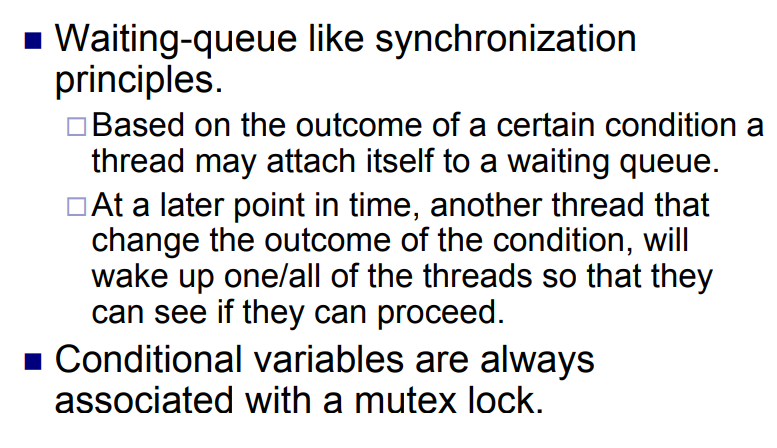 Waiting-queue like synchronization
principles.
Based on the outcome of a certain condition a
thread may attach itself to a waiting queue.
At a later point in time, another thread that
change the outcome of the condition, will
wake up one/all of the threads so that they
can see if they can proceed.
Conditional variables are always
associated with a mutex lock.